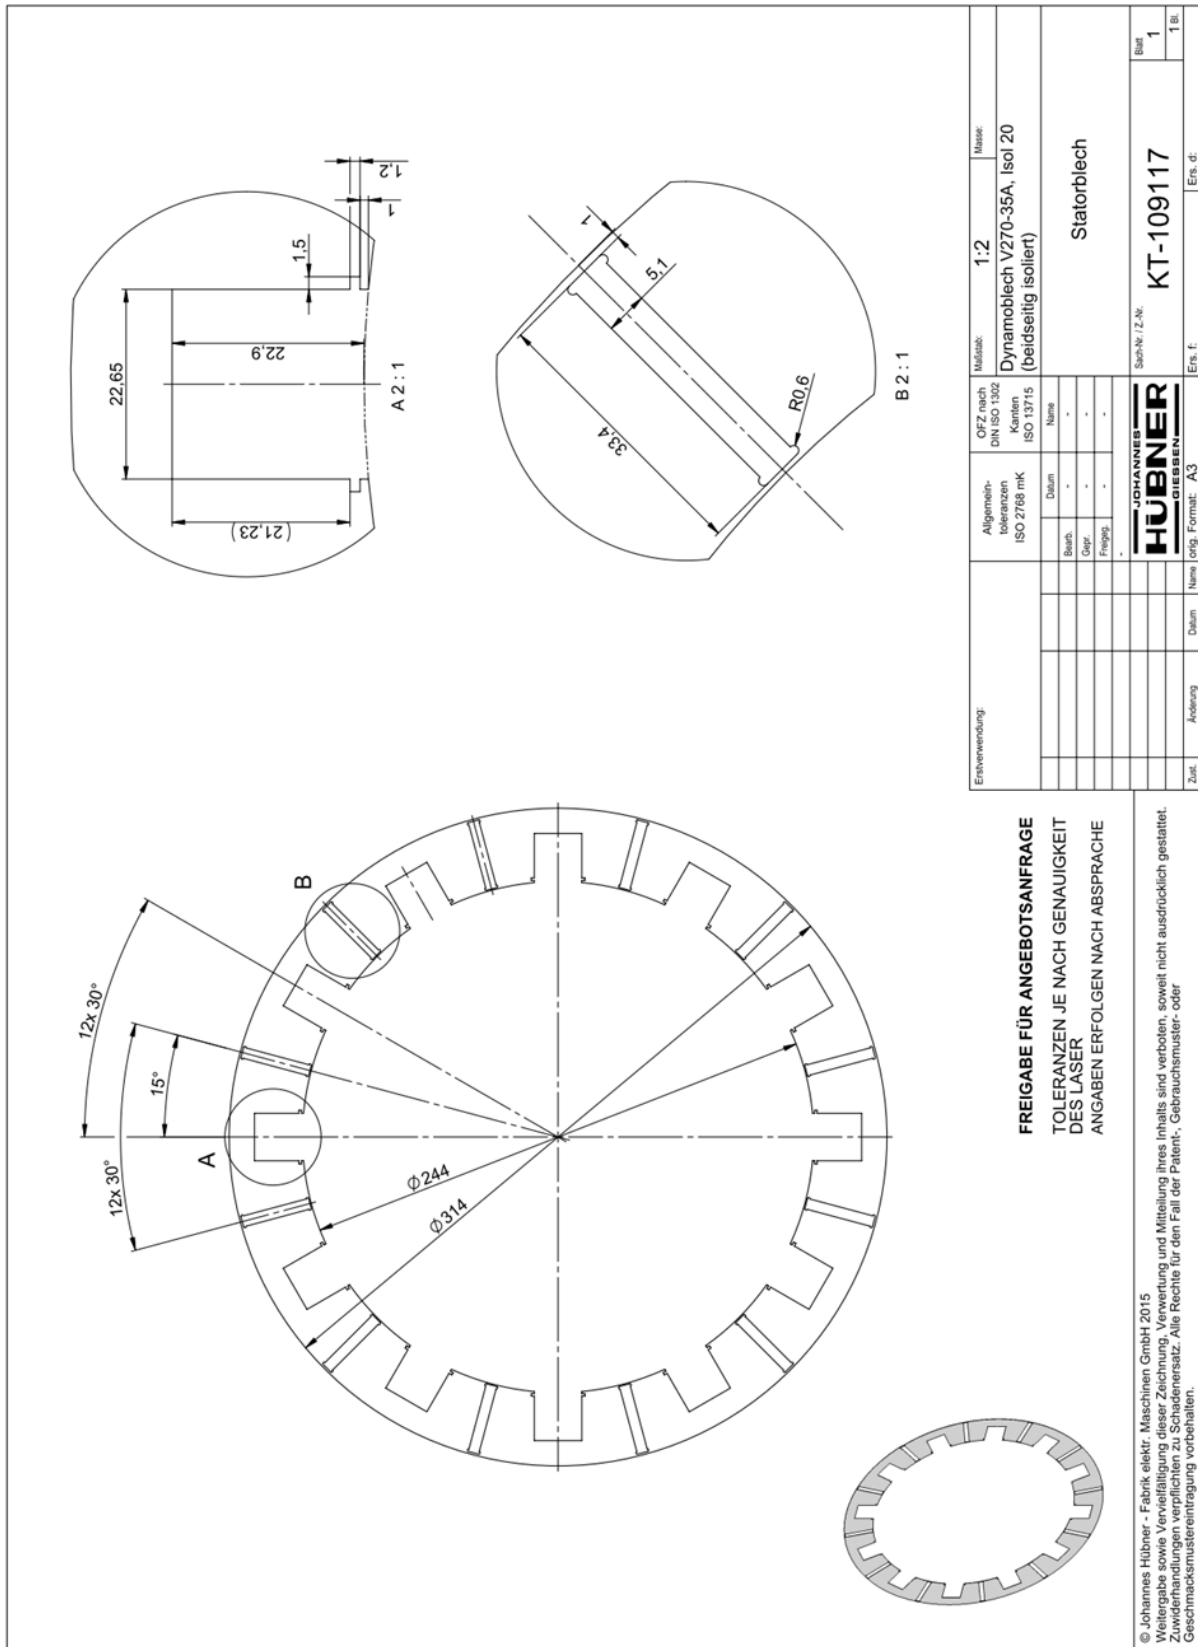 22,65
1,5
1,2
1
22,9
(21,23)
A 2 : 1
33,4
5,1
1
R0,6
B 2 : 1
12x 30°
12x 30°
15°
A
B
Φ244
Φ314
FREIGABE FÜR ANGEBOTSANFRAGE
TOLERANZEN JE NACH GENAUIGKEIT
DES LASER
ANGABEN ERFOLGEN NACH ABSPRACHE
Erstverwendung:
Allgemein-
toleranzen
ISO 2768 mK
OFZ nach
DIN ISO 1302
Kanten
ISO 13715
Maßstab:
1:2
Masse:
Dynamoblech V270-35A, Isol 20
(beidseitig isoliert)
Datum
Name
Bearb.
-
-
Gepr.
-
-
Freigeg.
-
-
-
Statorblech
JOHANNES
HÜBNER
GIESSEN
Sach-Nr. / Z.-Nr.
KT-109117
Blatt
1
1 Bl.
Zust.
Änderung
Datum
Name
orig. Format: A3
Ers. f:
Ers. d:
© Johannes Hübner - Fabrik elektr. Maschinen GmbH 2015
Weitergabe sowie Vervielfältigung dieser Zeichnung, Verwertung und Mitteilung ihres Inhalts sind verboten, soweit nicht ausdrücklich gestattet.
Zuwiderhandlungen verpflichten zu Schadenersatz. Alle Rechte für den Fall der Patent-, Gebrauchsmuster- oder
Geschmacksmustereintragung vorbehalten.